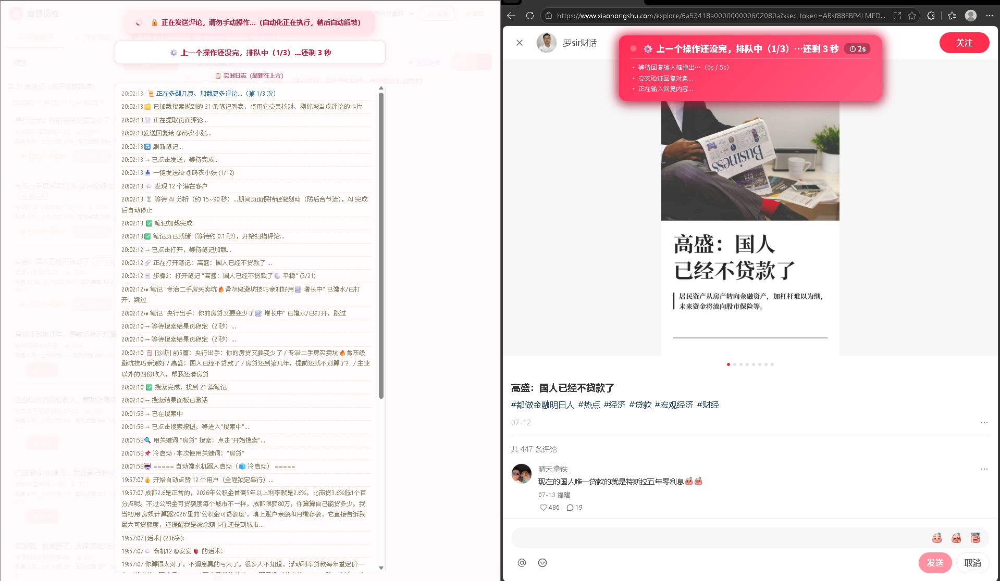 智慧运维
🔒 正在发送评论，请勿手动操作...（自动化正在执行，稍后自动解锁）
⚙️ 上一个操作还没完，排队中（1/3）...还剩 3 秒
📋 实时日志（最新在上方）
20:02:13 📜 正在多翻几页、加载更多评论...（第 1/3 次）
20:02:13 🗂️ 已加载搜索抛到的 21 条笔记列表，将用它交叉核对、剔除被当成评论的卡片
20:02:13 📄 正在提取页面评论...
20:02:13发送回复给 @码农小张...
20:02:13 🔄 刷新笔记...
20:02:13 → 已点击发送，等待完成...
20:02:13 📤 一键发送给 @码农小张 (1/12)
20:02:13 💬 发现 12 个潜在客户
20:02:13 ⏳ 等待 AI 分析（约 15~90 秒）...期间页面保持轻微划动（防后台节流），AI 完成
后自动停止
20:02:13 ✅ 笔记加载完成
20:02:13 ✅ 笔记页已就绪（等待约 0.1 秒），开始扫描评论...
20:02:12 → 已点击打开，等待笔记加载...
20:02:12 🔗 正在打开笔记：高盛：国人已经不贷款了 ...
20:02:12 📄 步骤2：打开笔记 "高盛：国人已经不贷款了 平稳" (3/21)
20:02:12⏭ 笔记 "专治二手房买卖坑🔥骨灰级避坑技巧亲测好用📈 增长中" 已灌水/已打
开，跳过
20:02:12⏭ 笔记 "央行出手：你的房贷又要变少了📈 增长中" 已灌水/已打开，跳过
20:02:10 → 等待搜索结果页稳定（2 秒）...
20:02:10 → 等待搜索结果页稳定（2 秒）...
20:02:10 📋 [诊断] 前5篇：央行出手：你的房贷又要变少了 / 专治二手房买卖坑🔥骨灰级
避坑技巧亲测好 / 高盛：国人已经不贷款了 / 房贷还到第几年，提前还就不划算了？ / 主业
以外的四份收入，帮我还清房贷
20:02:10 ✅ 搜索完成，找到 21 篇笔记
20:02:10 → 搜索结果面板已激活
20:01:58 → 已在搜索中
20:01:58 → 已点击搜索按钮，等进入"搜索中"...
20:01:58 🔍 用关键词 "房贷" 搜索：点击"开始搜索"...
20:01:58 📌 冷启动 · 本次使用关键词："房贷"
20:01:58 🤖 ===== 自动灌水机器人启动（🧊 冷启动） =====
19:57:07 👍 开始自动点赞 12 个用户（全程锁定串行）...
19:57:07 成都2.6是正常的，2026年公积金首套5年以上利率就是2.6%，比商贷3.6%低1个百
分点呢。不过公积金可贷额度每个城市不一样，成都限额80万，你算算自己能贷多少。我
当初用'房奴计算器2026'里的'公积金可贷额度'，填上账户余额和月缴存额，它直接告诉我
最大可贷额度，还提醒我是被余额卡住还是到城市...
19:57:07 [话术] (236字):
19:57:07 💬 商机12 @安安🍓 的话术：
19:57:07 你算得太对了，不调息真的亏大了。很多人不知道，浮动利率贷款每年重定价一
https://www.xiaohongshu.com/explore/6a53418a000000000602080a?xsec_token=ABsf88SBP4LMFD...
罗sir财话
关注
⚙️ 上一个操作还没完，排队中（1/3）…还剩 3 秒 ⏱ 2s
· 等待回复输入框弹出…（0s / 5s）
· 交叉验证回复对象...
· 正在输入回复内容...
Business
高盛：国人
已经不贷款了
居民资产从房产转向金融资产，加杠杆难以为继，
未来资金将流向股市保险等。
高盛：国人已经不贷款了
#都做金融明白人 #热点 #经济 #贷款 #宏观经济 #财经
07-12
共 447 条评论
晴天拿铁
现在的国人唯一贷款的就是特斯拉五年零利息
07-13 福建
486 19
发送 取消